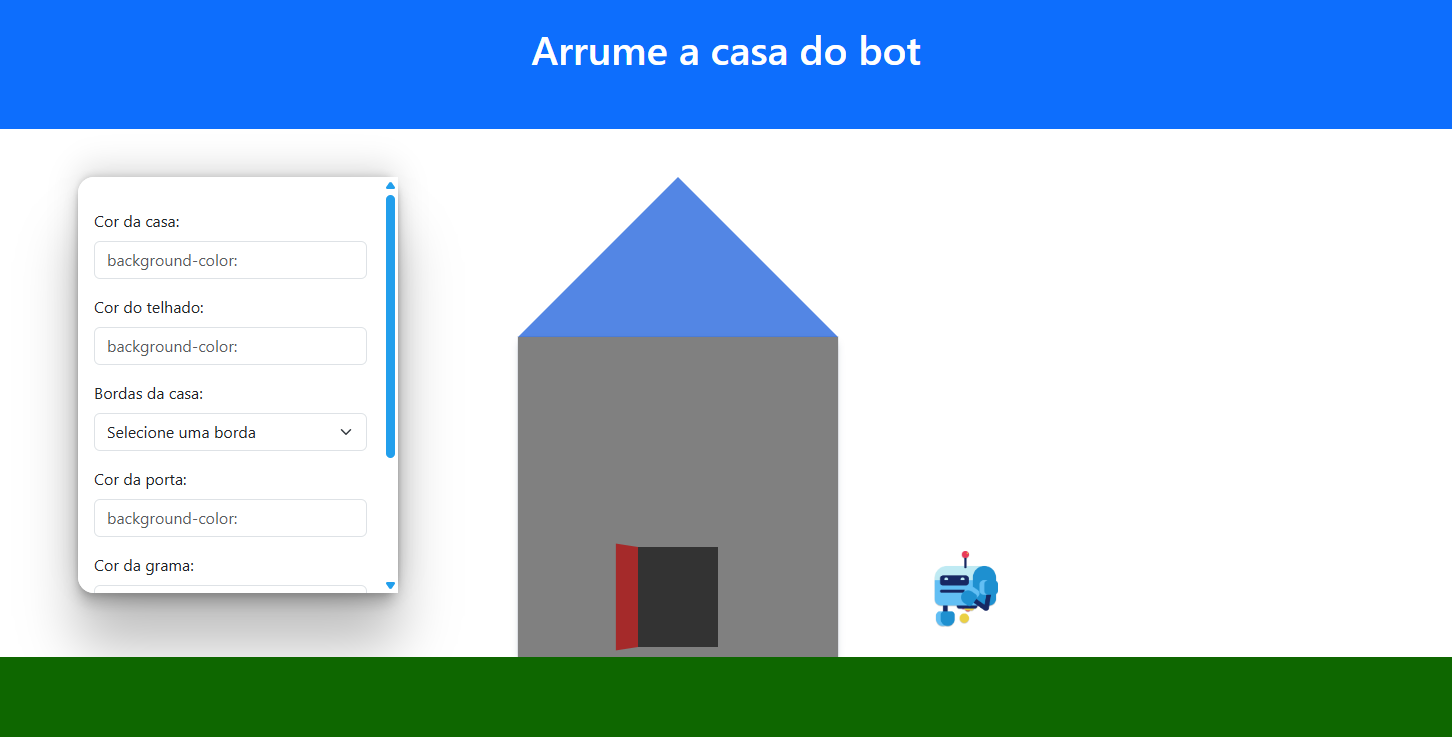 Arrume a casa do bot
Cor da casa:
background-color:
Cor do telhado:
background-color:
Bordas da casa:
Selecione uma borda
Cor da porta:
background-color:
Cor da grama: